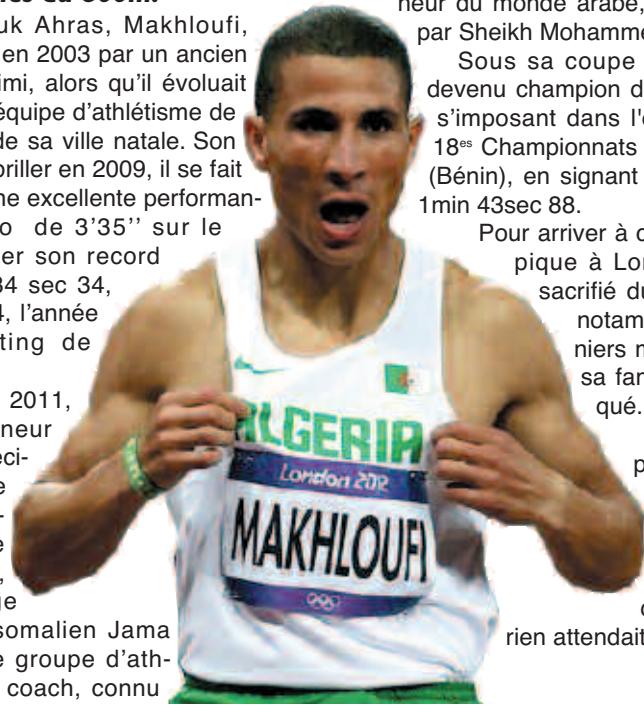 uk Ahras, Makhloufi,
en 2003 par un ancien
imi, alors qu'il évoluait
équipe d'athlétisme de
de sa ville natale. Son
briller en 2009, il se fait
ne excellente performan-
o de 3'35'' sur le
er son record
34 sec 34,
4, l'année
ting de
2011,
neur
eci-
e
-
e
,
ge
somalien Jama
e groupe d'ath-
coach, connu
neur du monde arabe,
par Sheikh Mohamme
Sous sa coupe
devenu champion d
s'imposant dans l'
18es Championnats
(Bénin), en signant
1min 43sec 88.
Pour arriver à
pique à Lou
sacrifié du
notam
niers m
sa fan
qué.
p
rien attendait
ALGERIA
London 2012
MAKHLOUFI